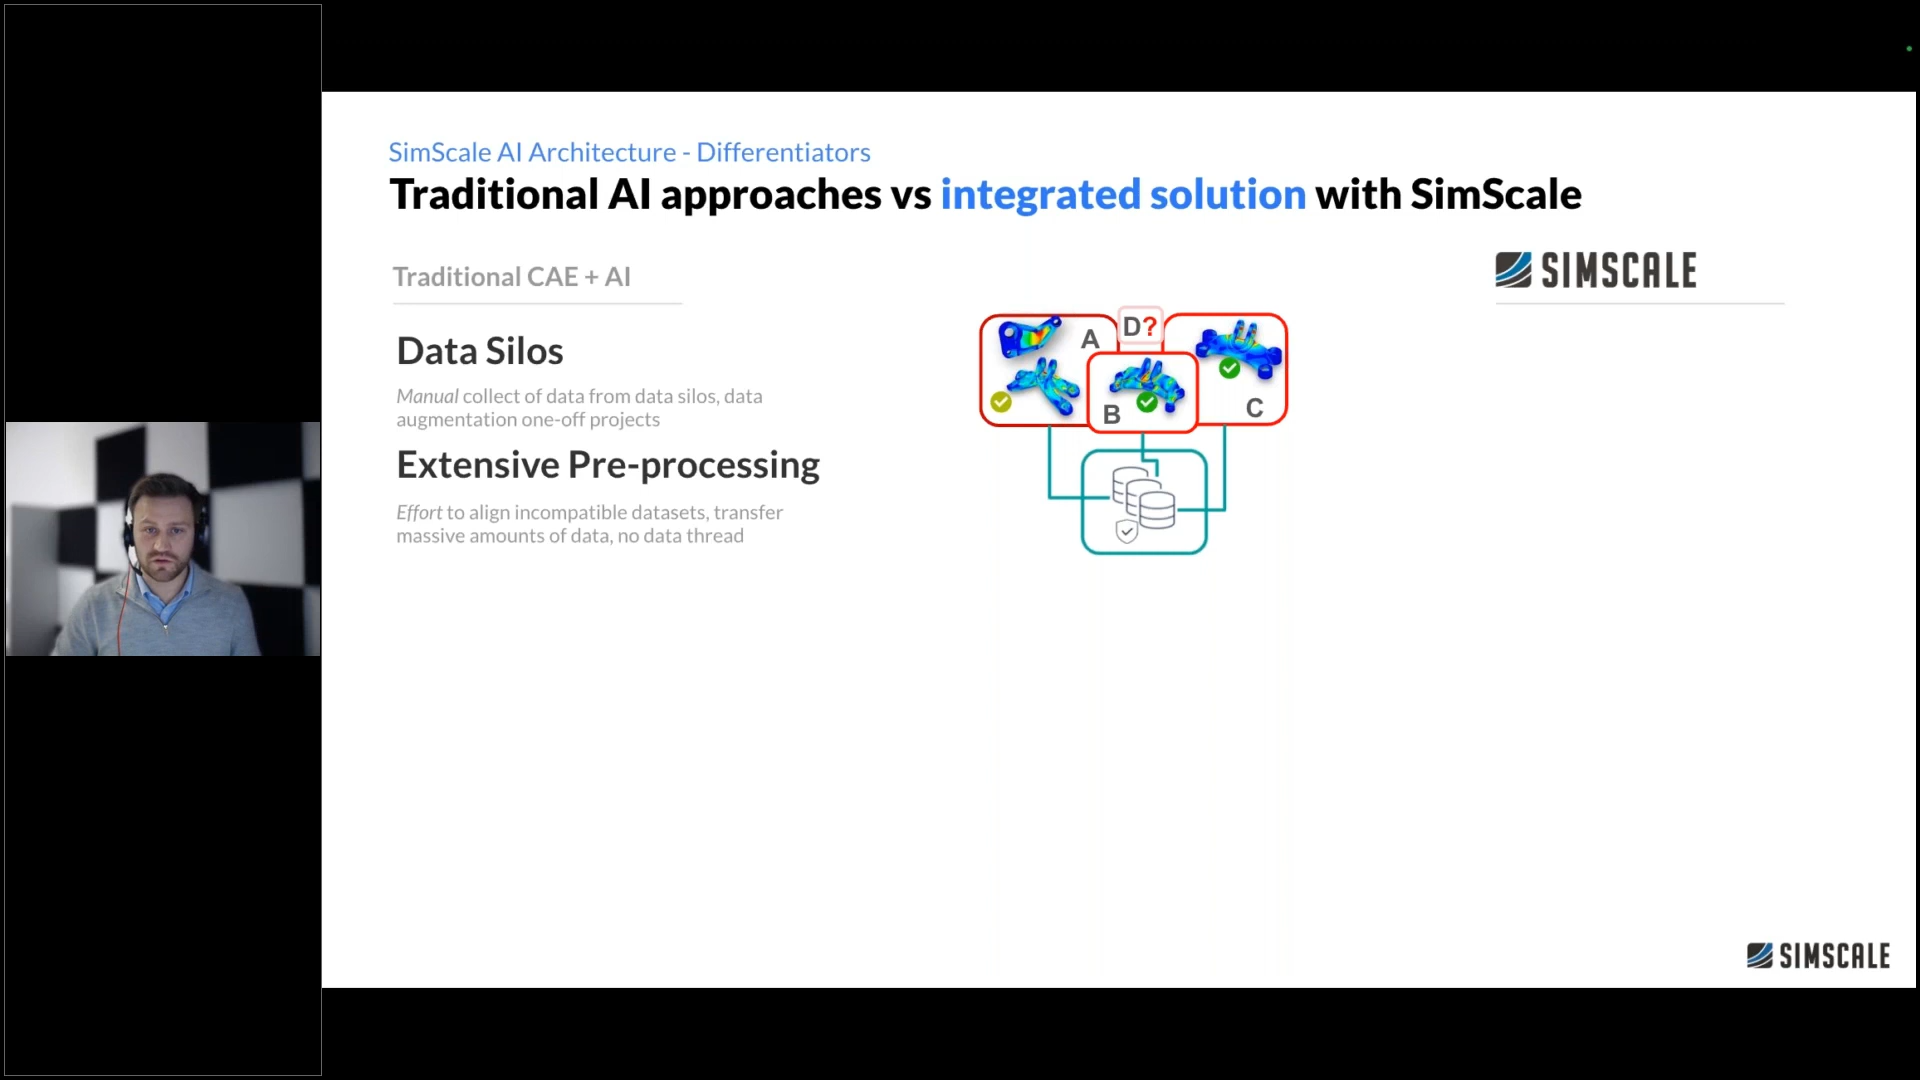 SimScale AI Architecture - Differentiators
Traditional AI approaches vs integrated solution with SimScale
Traditional CAE + AI
SIMSCALE
Data Silos
Manual collect of data from data silos, data
augmentation one-off projects
Extensive Pre-processing
Effort to align incompatible datasets, transfer
massive amounts of data, no data thread
A
D?
B
C
SIMSCALE